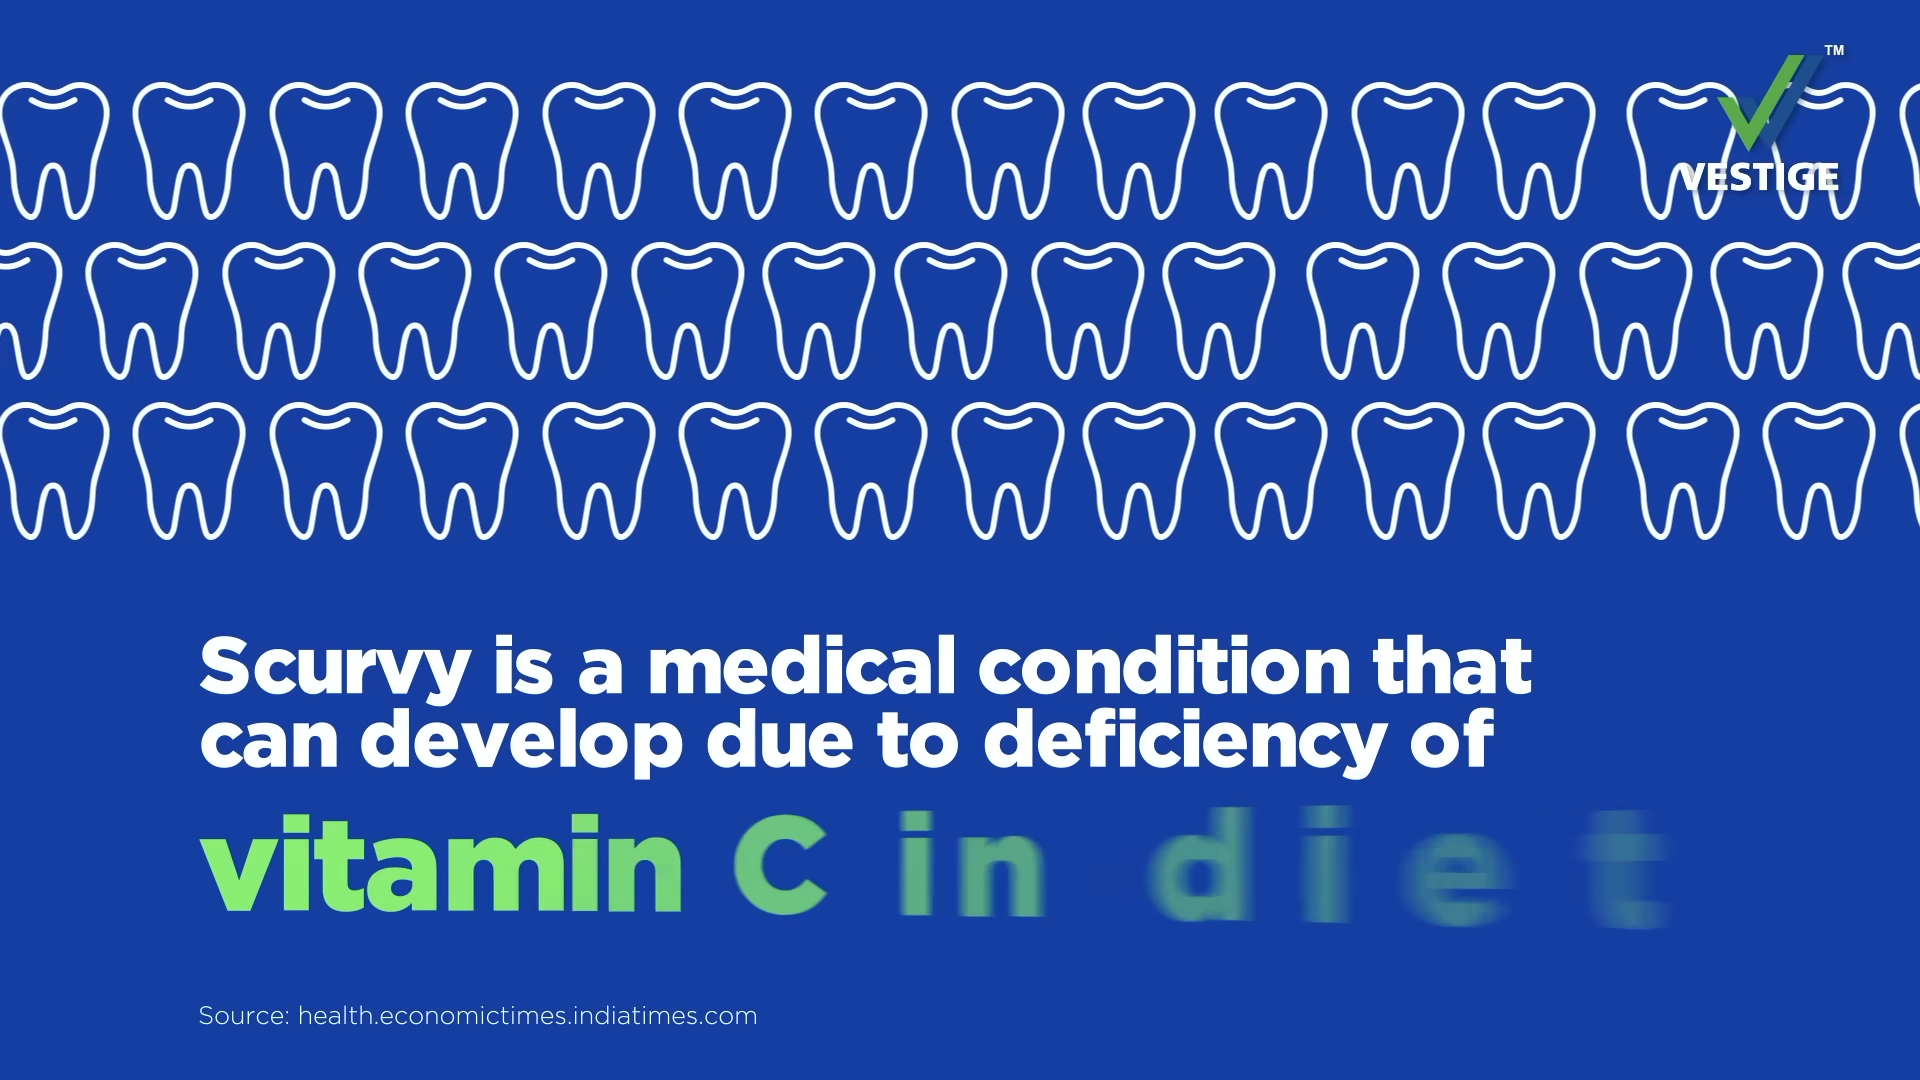 TM
VESTIGE
Scurvy is a medical condition that
can develop due to deficiency of
vitamin C in diet
Source: health.economictimes.indiatimes.com